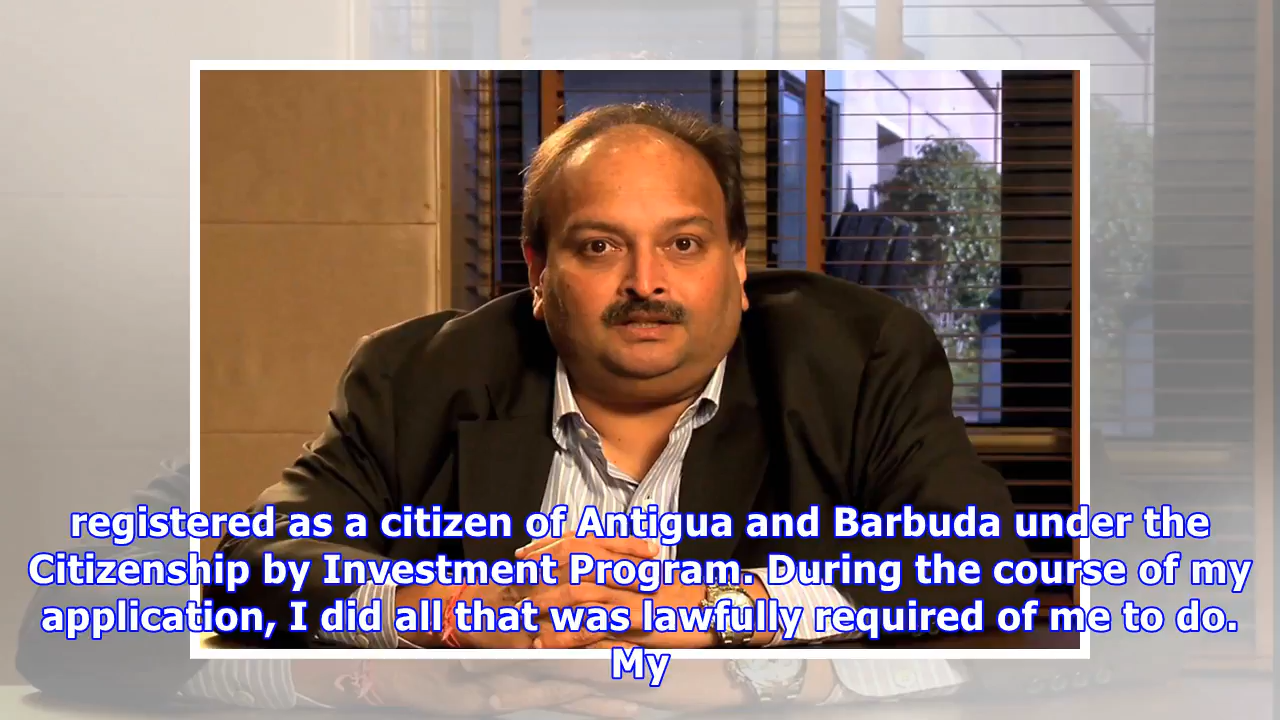 registered as a citizen of Antigua and Barbuda under the
Citizenship by Investment Program. During the course of my
application, I did all that was lawfully required of me to do.
My